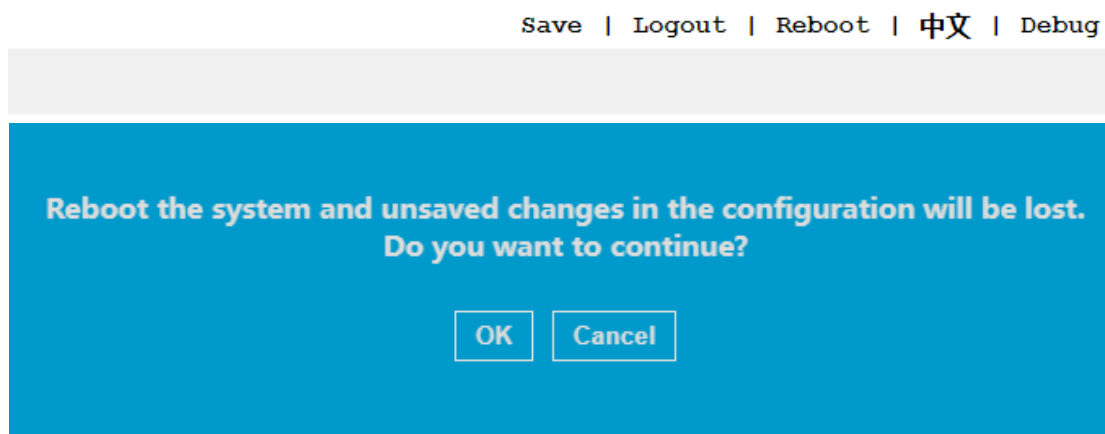 Save | Logout | Reboot | 中文 | Debug
Reboot the system and unsaved changes in the configuration will be lost.
Do you want to continue?
OK Cancel